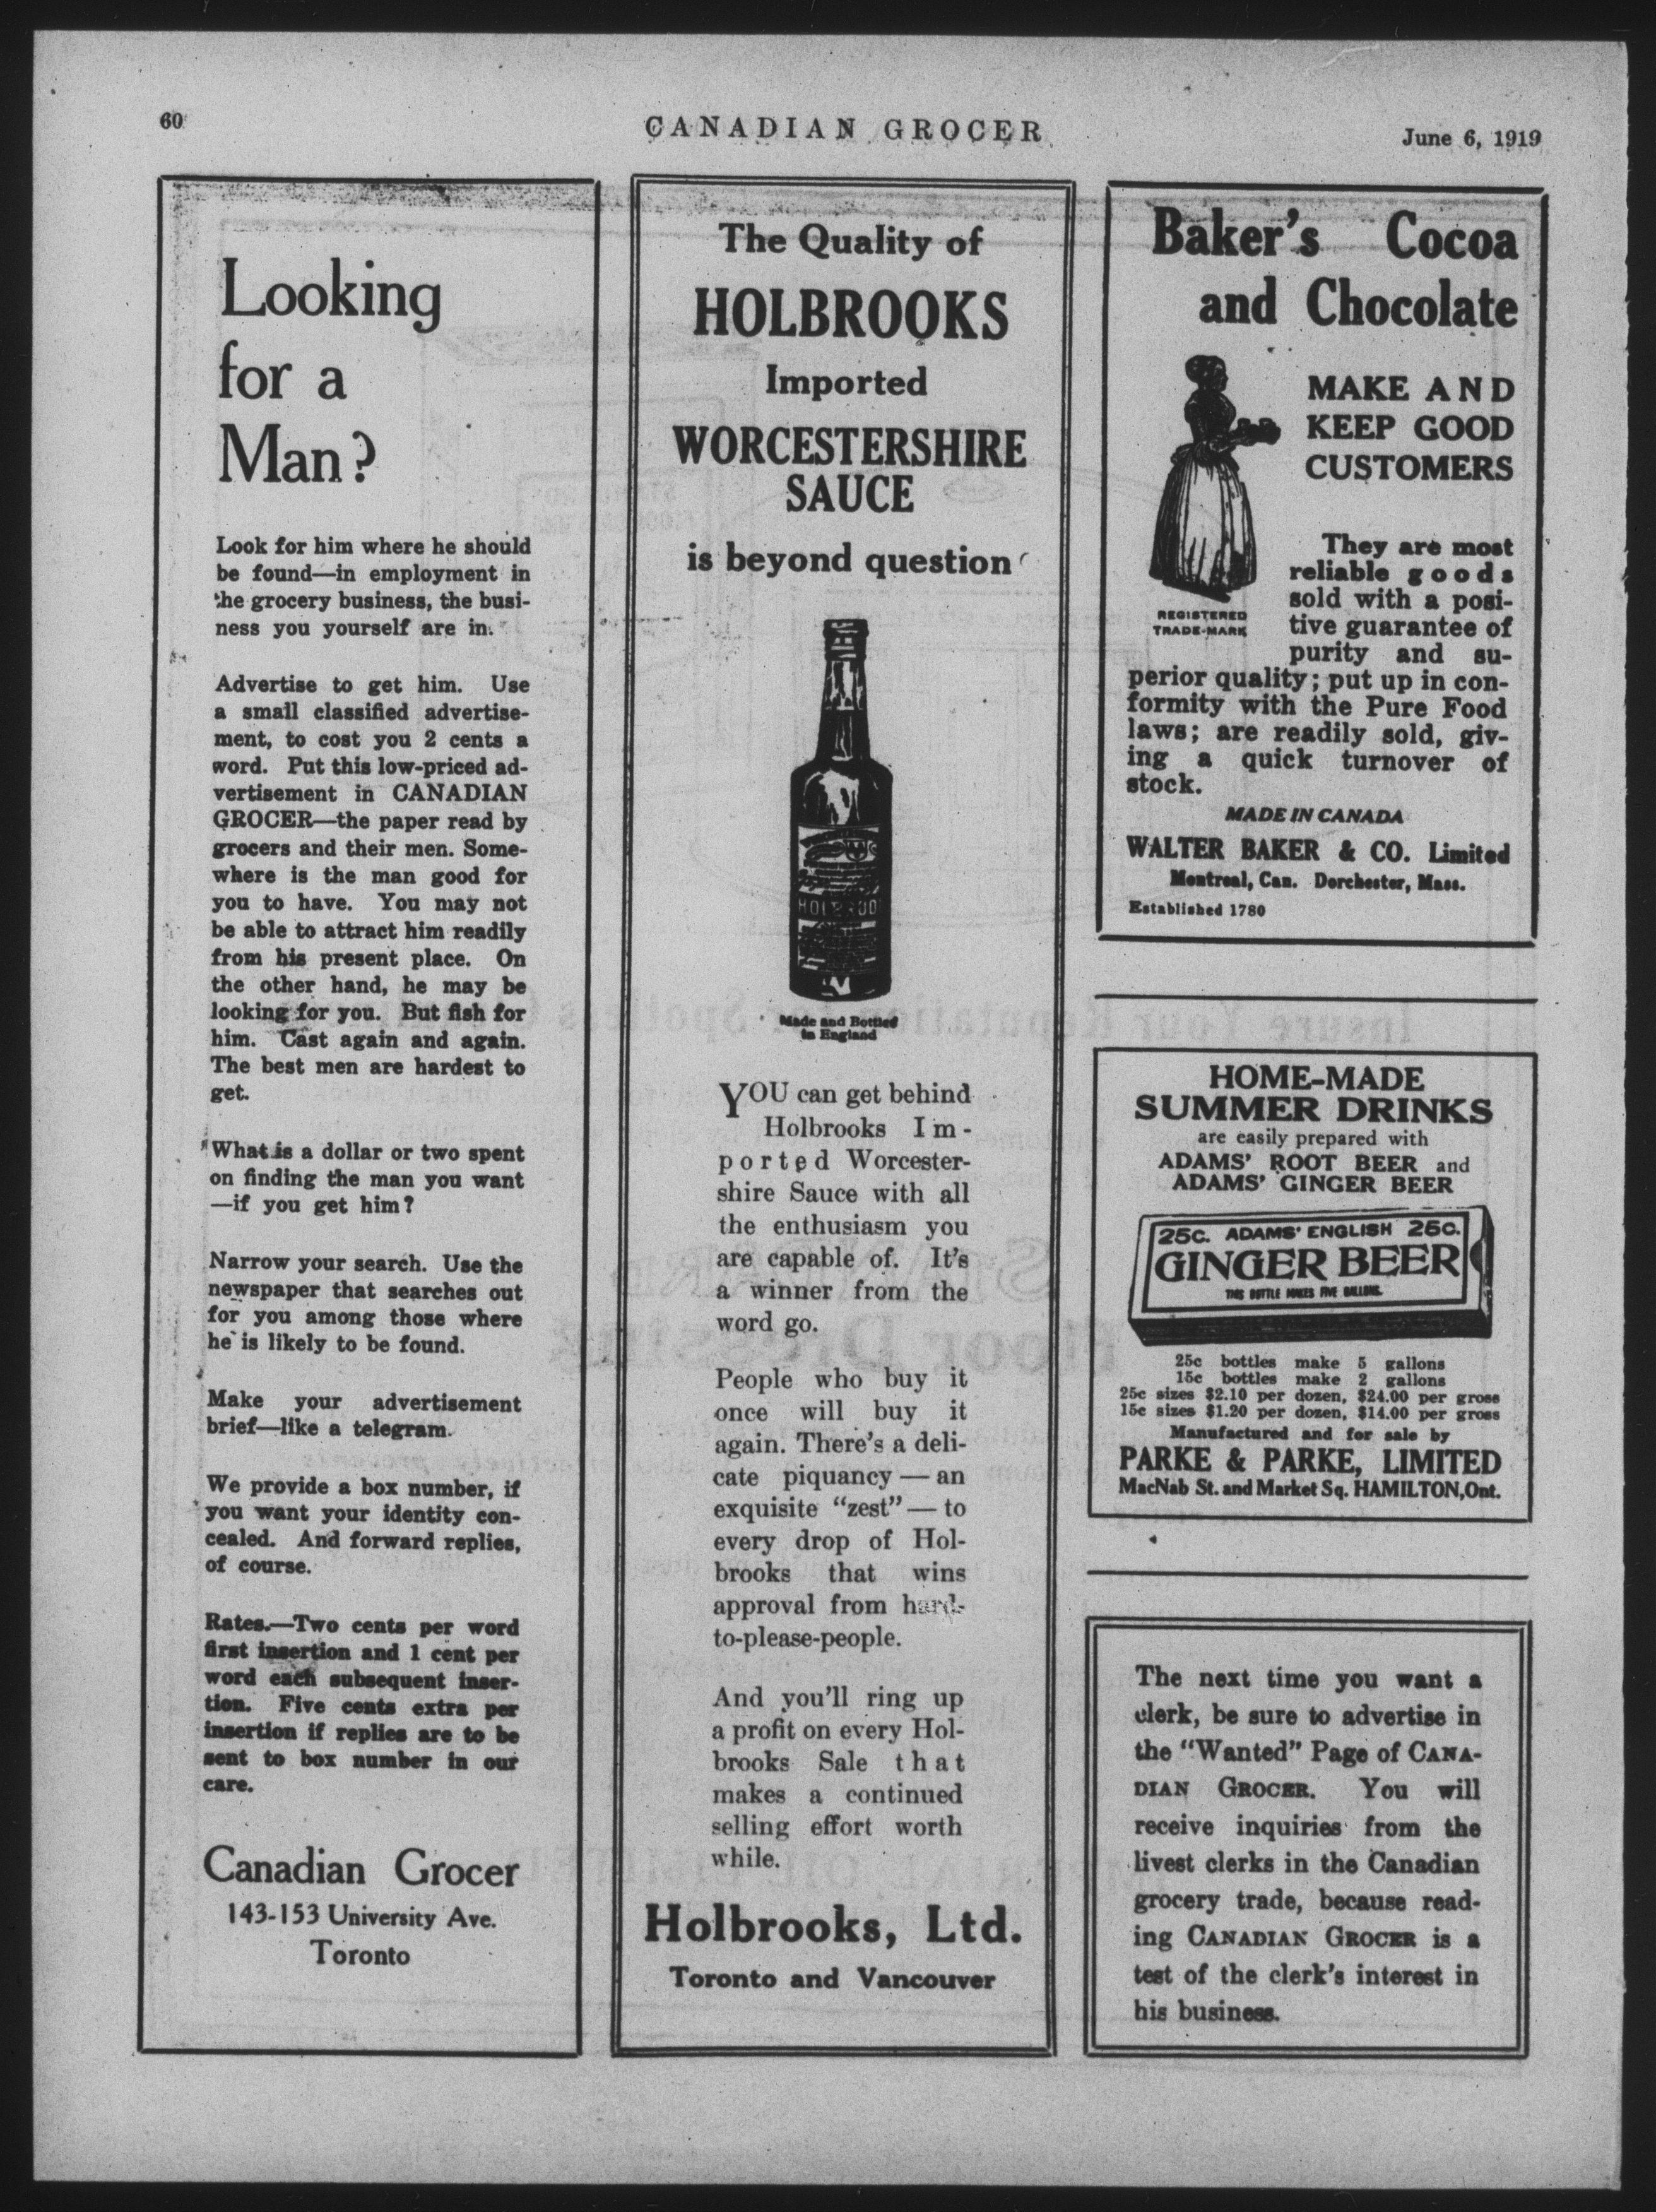 60
CANADIAN GROCER
June 6, 1919
Looking
for a
Man?
Look for him where he should
be found—in employment in
the grocery business, the busi-
ness you yourself are in.
Advertise to get him. Use
a small classified advertise-
ment, to cost you 2 cents a
word. Put this low-priced ad-
vertisement in CANADIAN
GROCER—the paper read by
grocers and their men. Some-
where is the man good for
you to have. You may not
be able to attract him readily
from his present place. On
the other hand, he may be
looking for you. But fish for
him. Cast again and again.
The best men are hardest to
get.
What is a dollar or two spent
on finding the man you want
—if you get him?
Narrow your search. Use the
newspaper that searches out
for you among those where
he is likely to be found.
Make your advertisement
brief—like a telegram.
We provide a box number, if
you want your identity con-
cealed. And forward replies,
of course.
Rates.—Two cents per word
first insertion and 1 cent per
word each subsequent inser-
tion. Five cents extra per
insertion if replies are to be
sent to box number in our
care.
Canadian Grocer
143-153 University Ave.
Toronto
The Quality of
HOLBROOKS
Imported
WORCESTERSHIRE
SAUCE
is beyond question
HOLBROO
Made and Bottled
in England
YOU can get behind
Holbrooks Im-
ported Worcester-
shire Sauce with all
the enthusiasm you
are capable of. It's
a winner from the
word go.
People who buy it
once will buy it
again. There's a deli-
cate piquancy — an
exquisite "zest" — to
every drop of Hol-
brooks that wins
approval from hard-
to-please-people.
And you'll ring up
a profit on every Hol-
brooks Sale that
makes a continued
selling effort worth
while.
Holbrooks, Ltd.
Toronto and Vancouver
Baker's Cocoa
and Chocolate
MAKE AND
KEEP GOOD
CUSTOMERS
REGISTERED
TRADE-MARK
They are most
reliable goods
sold with a posi-
tive guarantee of
purity and su-
perior quality; put up in con-
formity with the Pure Food
laws; are readily sold, giv-
ing a quick turnover of
stock.
MADE IN CANADA
WALTER BAKER & CO. Limited
Montreal, Can. Dorchester, Mass.
Established 1780
HOME-MADE
SUMMER DRINKS
are easily prepared with
ADAMS' ROOT BEER and
ADAMS' GINGER BEER
25C. ADAMS' ENGLISH 25C.
GINGER BEER
THIS BOTTLE MAKES FIVE GALLONS.
25c bottles make 5 gallons
15c bottles make 2 gallons
25c sizes $2.10 per dozen, $24.00 per gross
15c sizes $1.20 per dozen, $14.00 per gross
Manufactured and for sale by
PARKE & PARKE, LIMITED
MacNab St. and Market Sq. HAMILTON, Ont.
The next time you want a
clerk, be sure to advertise in
the "Wanted" Page of CANA-
DIAN GROCER. You will
receive inquiries from the
livest clerks in the Canadian
grocery trade, because read-
ing CANADIAN GROCER is a
test of the clerk's interest in
his business.